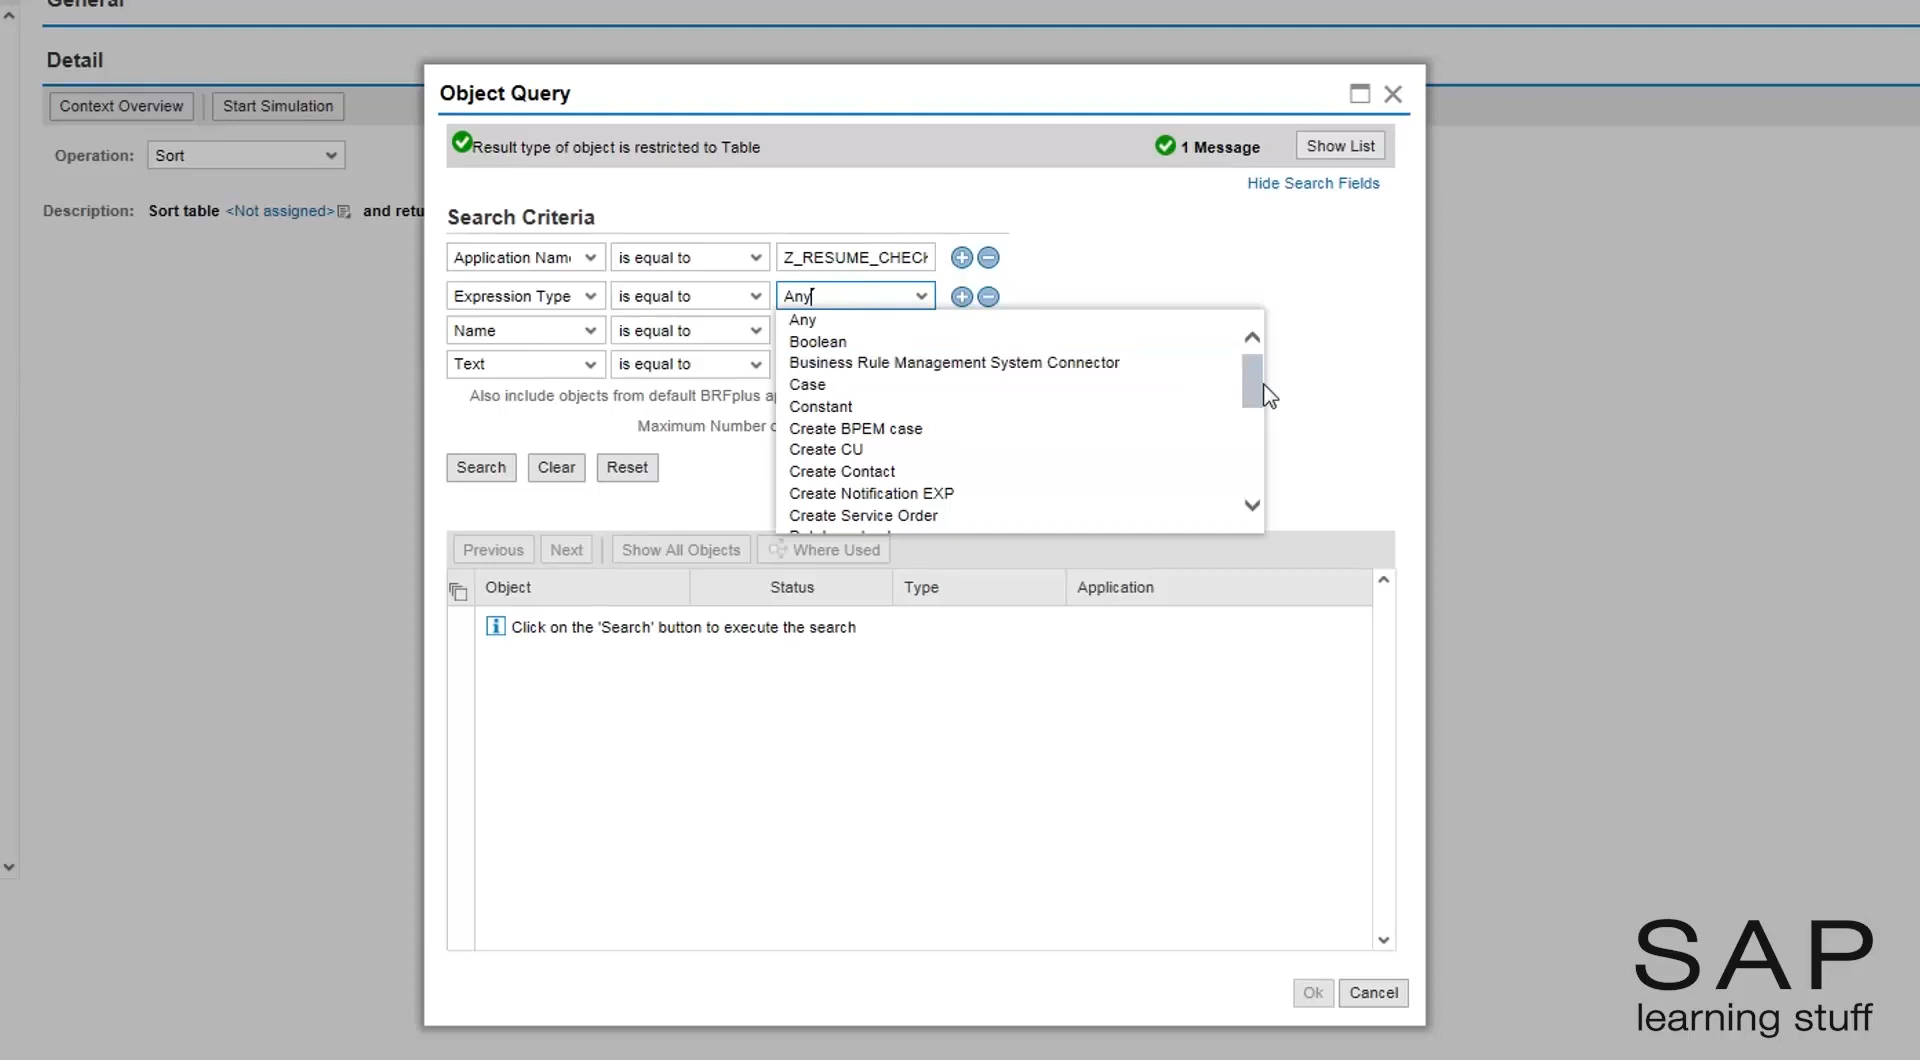 General
Detail
Context Overview
Start Simulation
Operation: Sort
Description: Sort table <Not assigned> and retu
Object Query
Result type of object is restricted to Table
1 Message
Show List
Hide Search Fields
Search Criteria
Application Nam is equal to Z_RESUME_CHECK
Expression Type is equal to Any
Name is equal to
Text is equal to
Any
Boolean
Business Rule Management System Connector
Case
Constant
Create BPEM case
Create CU
Create Contact
Create Notification EXP
Create Service Order
Also include objects from default BRFplus ap
Maximum Number
Search
Clear
Reset
Previous
Next
Show All Objects
Where Used
Object Status Type Application
Click on the 'Search' button to execute the search
Ok
Cancel
SAP
learning stuff